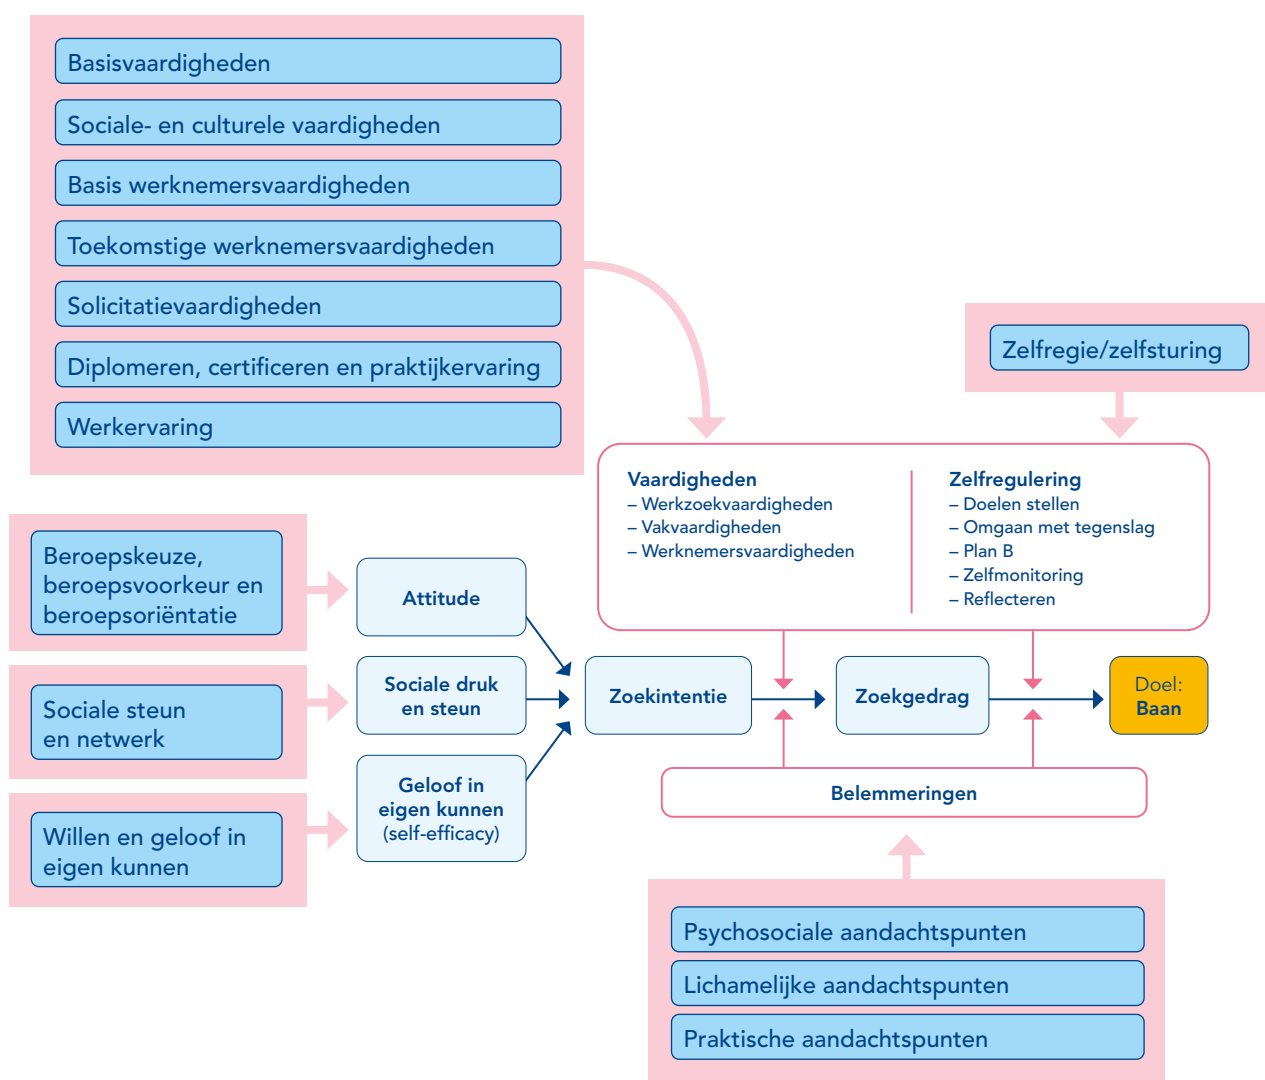 Basisvaardigheden
Sociale- en culturele vaardigheden
Basis werknemersvaardigheden
Toekomstige werknemersvaardigheden
Solicitatievaardigheden
Diplomeren, certificeren en praktijkervaring
Werkervaring
Zelfregie/zelfsturing
Vaardigheden
– Werkzoekvaardigheden
– Vakvaardigheden
– Werknemersvaardigheden
Zelfregulering
– Doelen stellen
– Omgaan met tegenslag
– Plan B
– Zelfmonitoring
– Reflecteren
Beroepskeuze,
beroepsvoorkeur en
beroepsoriëntatie
Attitude
Sociale steun
en netwerk
Sociale druk
en steun
Willen en geloof in
eigen kunnen
Geloof in
eigen kunnen
(self-efficacy)
Zoekintentie
Zoekgedrag
Doel:
Baan
Belemmeringen
Psychosociale aandachtspunten
Lichamelijke aandachtspunten
Praktische aandachtspunten